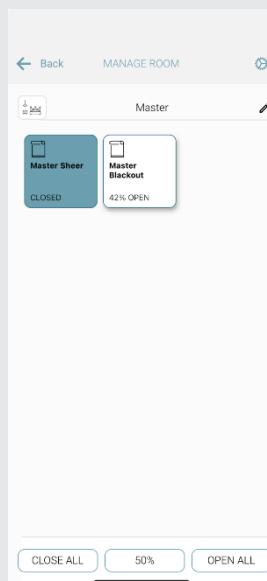 Back
MANAGE ROOM
Master
Master Sheer
CLOSED
Master
Blackout
42% OPEN
CLOSE ALL
50%
OPEN ALL